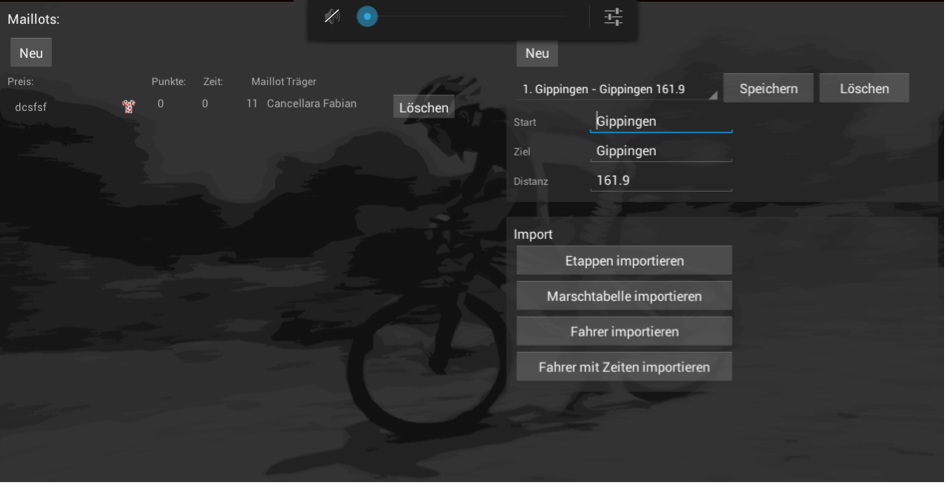 Maillots:
Neu
Preis: Punkte: Zeit: Maillot Träger
dcsfsf 0 0 11 Cancellara Fabian Löschen
Neu
1. Gippingen - Gippingen 161.9 Speichern Löschen
Start Gippingen
Ziel Gippingen
Distanz 161.9
Import
Etappen importieren
Marschtabelle importieren
Fahrer importieren
Fahrer mit Zeiten importieren